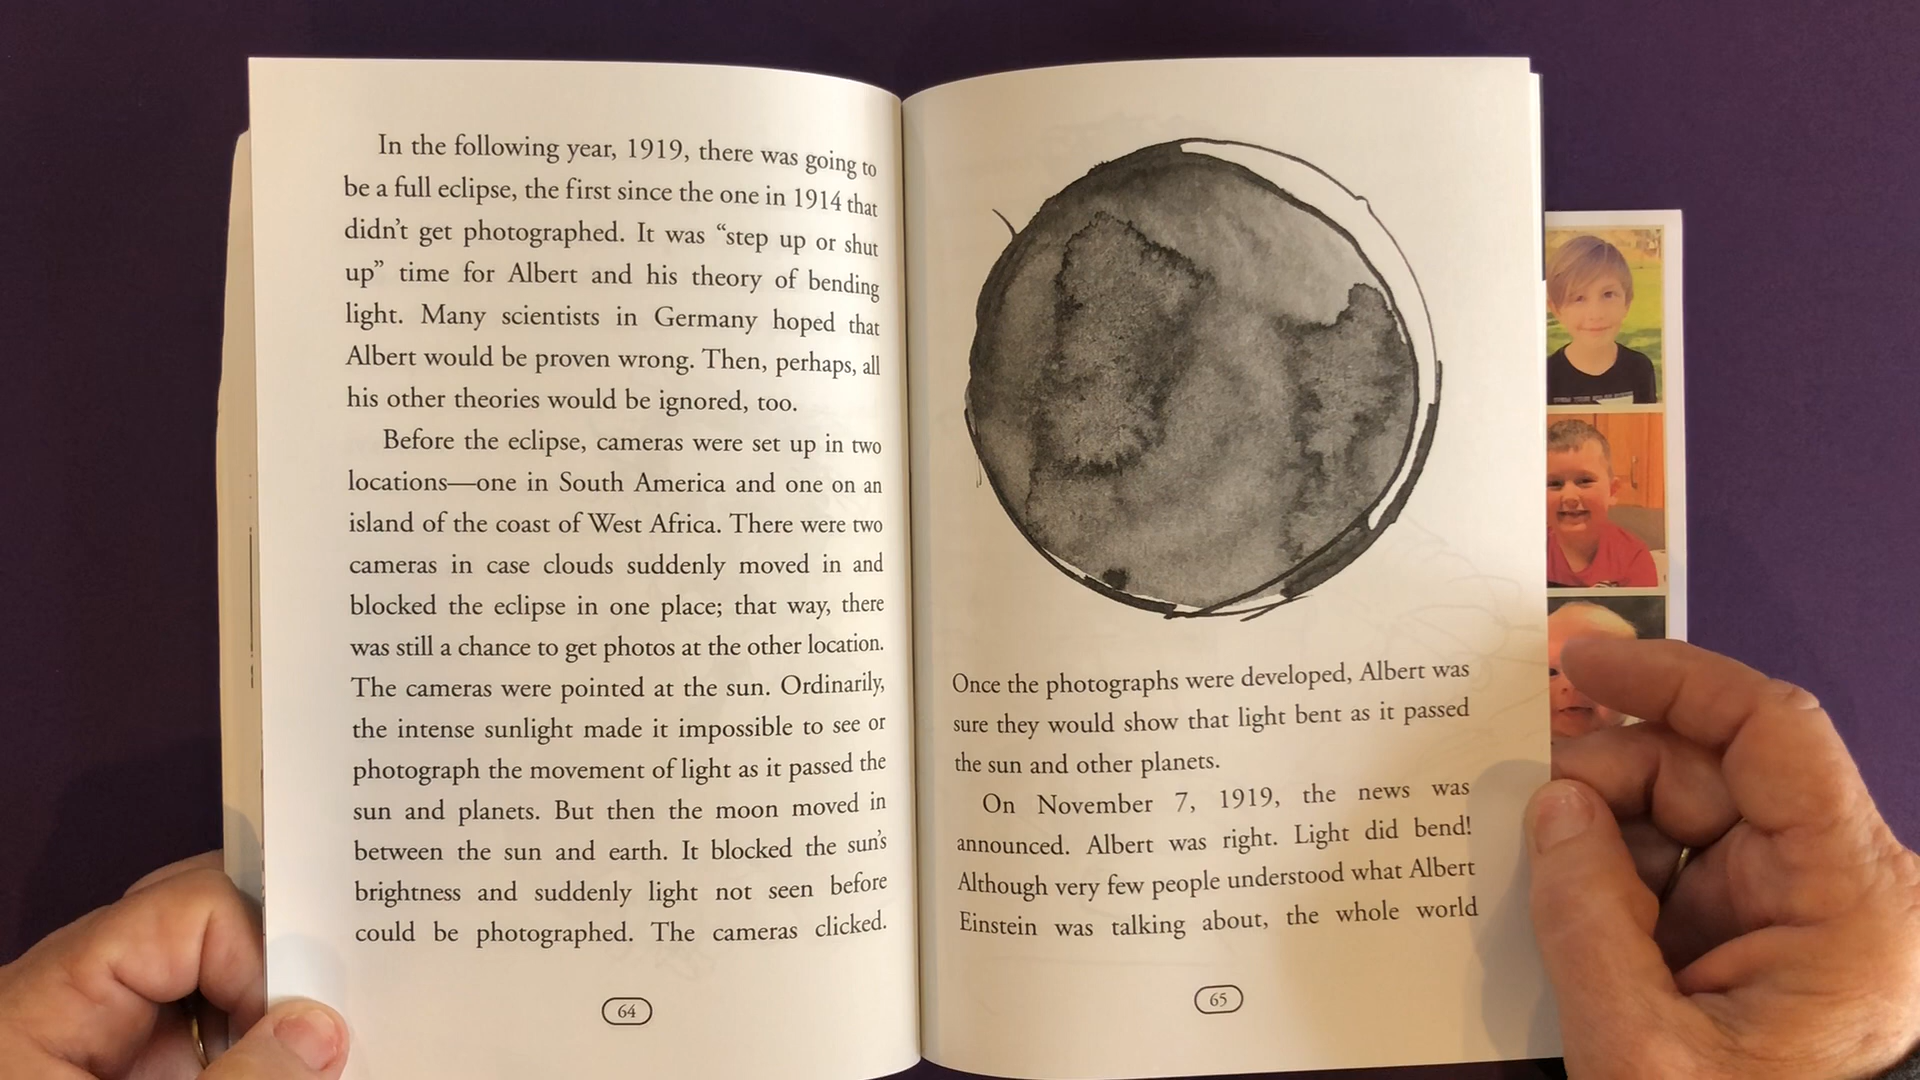 In the following year, 1919, there was going to
be a full eclipse, the first since the one in 1914 that
didn't get photographed. It was “step up or shut
up” time for Albert and his theory of bending
light. Many scientists in Germany hoped that
Albert would be proven wrong. Then, perhaps, all
his other theories would be ignored, too.
Before the eclipse, cameras were set up in two
locations—one in South America and one on an
island of the coast of West Africa. There were two
cameras in case clouds suddenly moved in and
blocked the eclipse in one place; that way, there
was still a chance to get photos at the other location.
The cameras were pointed at the sun. Ordinarily,
the intense sunlight made it impossible to see or
photograph the movement of light as it passed the
sun and planets. But then the moon moved in
between the sun and earth. It blocked the sun's
brightness and suddenly light not seen before
could be photographed. The cameras clicked.
64
Once the photographs were developed, Albert was
sure they would show that light bent as it passed
the sun and other planets.
On November 7, 1919, the news was
announced. Albert was right. Light did bend!
Although very few people understood what Albert
Einstein was talking about, the whole world
65